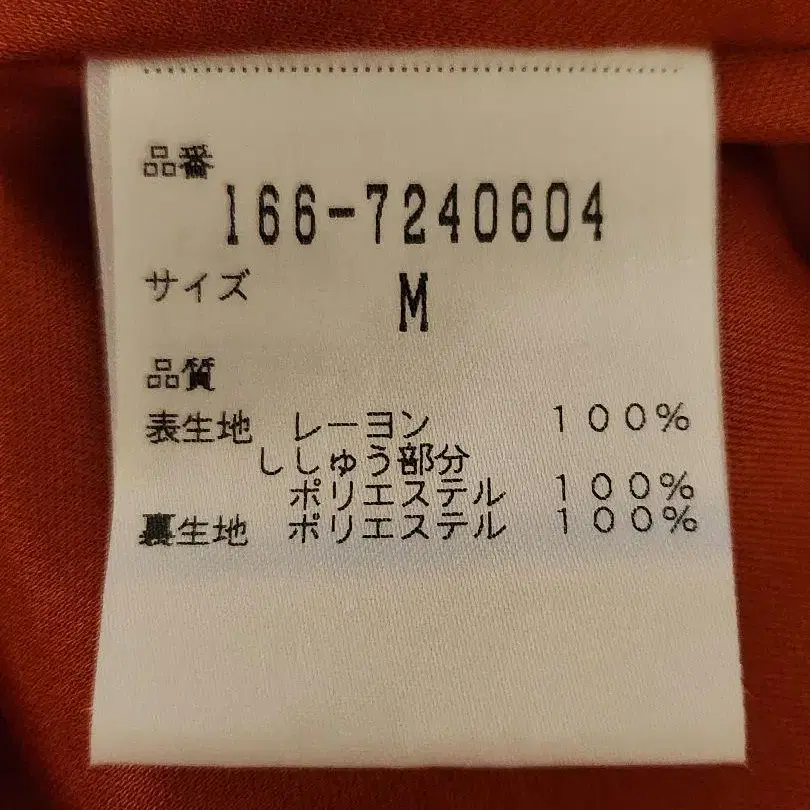 品番
166-7240604
サイズ M
品質
表生地 レーヨン 100%
ししゅう部分
ポリエステル 100%
裏生地 ポリエステル 100%